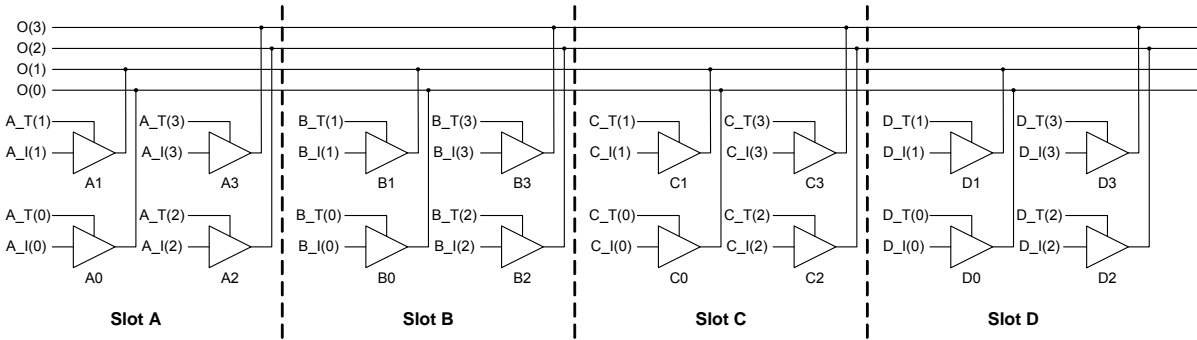 O(3)
O(2)
O(1)
O(0)
A_T(1) A_T(3) B_T(1) B_T(3) C_T(1) C_T(3) D_T(1) D_T(3)
A_I(1) A_I(3) B_I(1) B_I(3) C_I(1) C_I(3) D_I(1) D_I(3)
A1 A3 B1 B3 C1 C3 D1 D3
A_T(0) A_T(2) B_T(0) B_T(2) C_T(0) C_T(2) D_T(0) D_T(2)
A_I(0) A_I(2) B_I(0) B_I(2) C_I(0) C_I(2) D_I(0) D_I(2)
A0 A2 B0 B2 C0 C2 D0 D2
Slot A Slot B Slot C Slot D